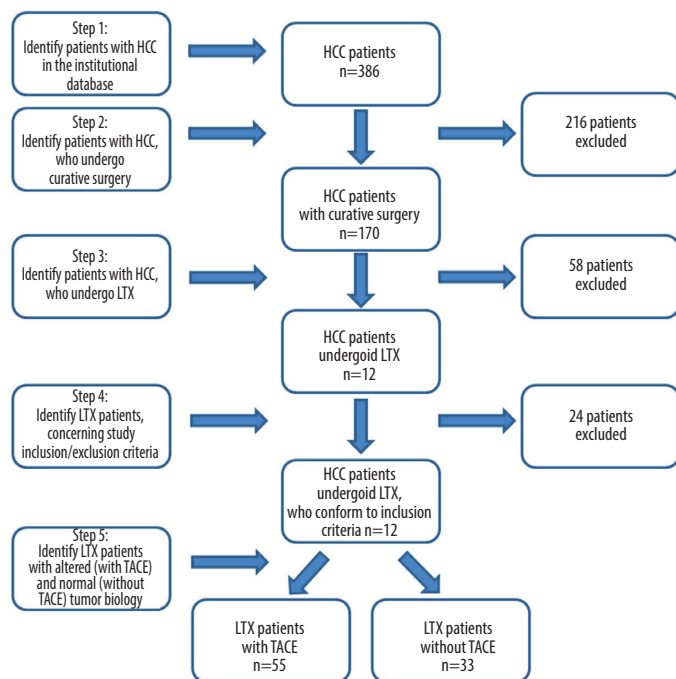 Step 1:
Identify patients with HCC
in the institutional
database
HCC patients
n=386
Step 2:
Identify patients with HCC,
who undergo
curative surgery
216 patients
excluded
HCC patients
with curative surgery
n=170
Step 3:
Identify patients with HCC,
who undergo LTX
58 patients
excluded
HCC patients
undergoid LTX
n=12
Step 4:
Identify LTX patients,
concerning study
inclusion/exclusion criteria
24 patients
excluded
HCC patients
undergoid LTX,
who conform to inclusion
criteria n=12
Step 5:
Identify LTX patients
with altered (with TACE)
and normal (without
TACE) tumor biology
LTX patients
with TACE
n=55
LTX patients
without TACE
n=33